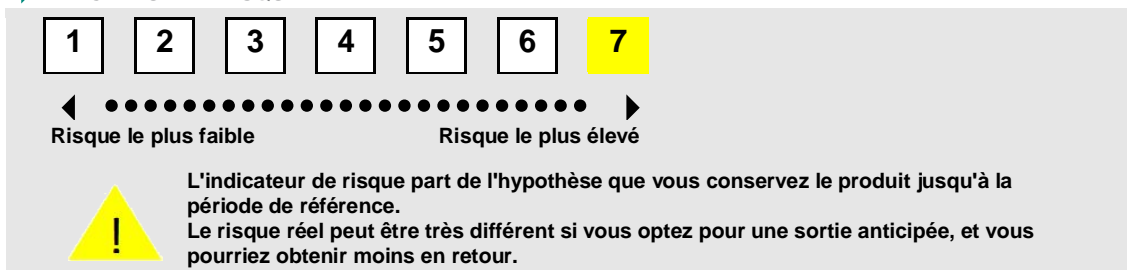 1 2 3 4 5 6 7
Risque le plus faible Risque le plus élevé
L'indicateur de risque part de l'hypothèse que vous conservez le produit jusqu'à la
période de référence.
! Le risque réel peut être très différent si vous optez pour une sortie anticipée, et vous
pourriez obtenir moins en retour.